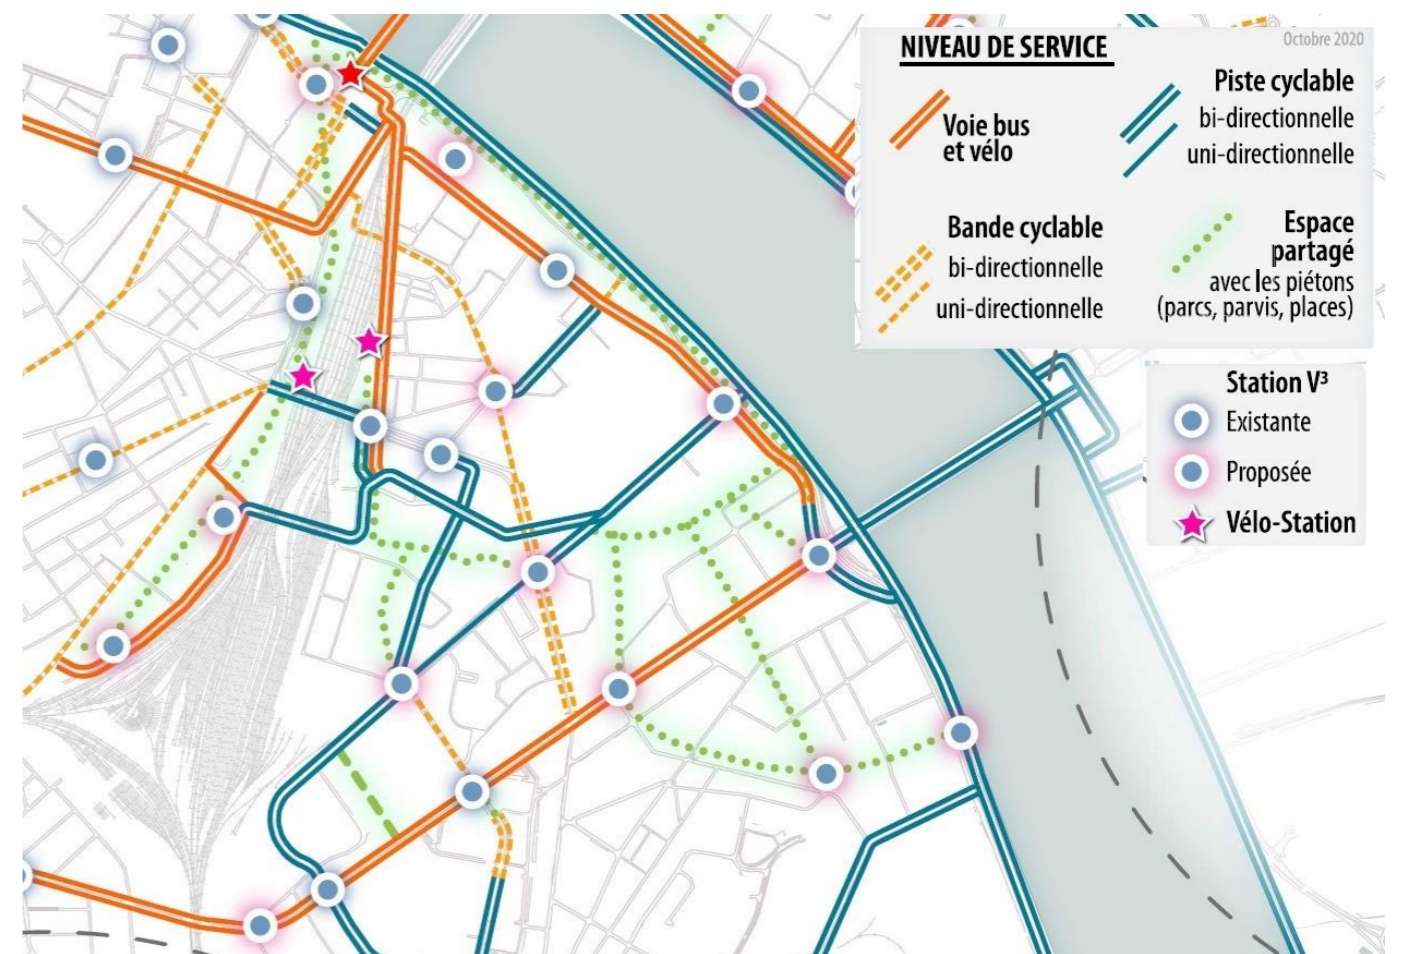 NIVEAU DE SERVICE
Octobre 2020
Voie bus
et vélo
Piste cyclable
bi-directionnelle
uni-directionnelle
Bande cyclable
bi-directionnelle
uni-directionnelle
Espace
partagé
avec les piétons
(parcs, parvis, places)
Station V³
Existante
Proposée
Vélo-Station